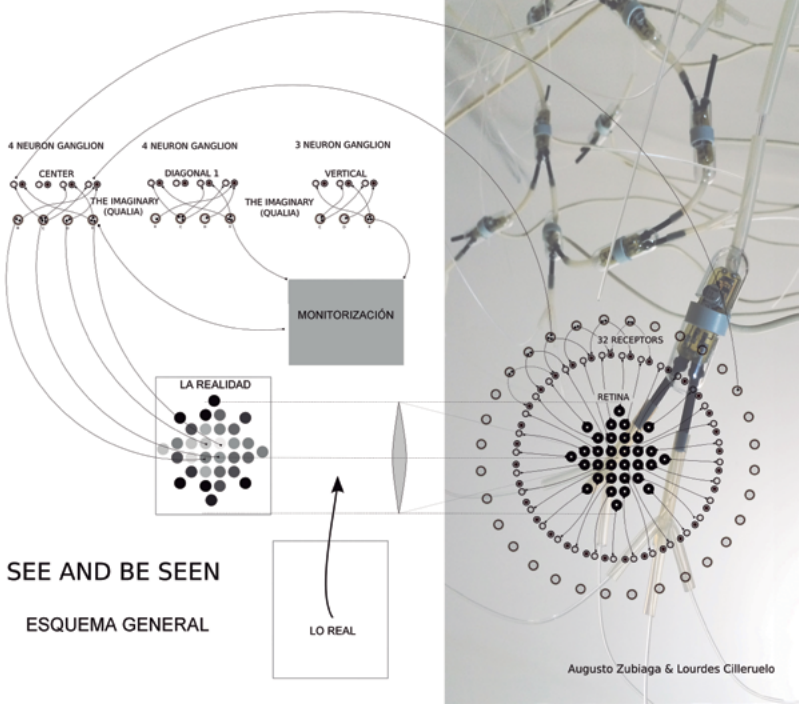 4 NEURON GANGLION
4 NEURON GANGLION
3 NEURON GANGLION
CENTER
DIAGONAL 1
VERTICAL
THE IMAGINARY
(QUALIA)
THE IMAGINARY
(QUALIA)
MONITORIZACIÓN
32 RECEPTORS
LA REALIDAD
RETINA
SEE AND BE SEEN
ESQUEMA GENERAL
LO REAL
Augusto Zubiaga & Lourdes Cilleruelo